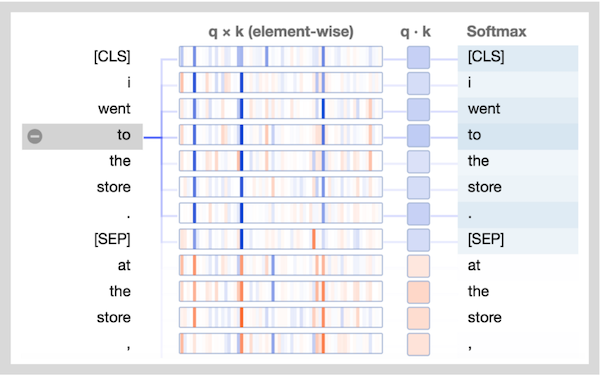 q × k (element-wise) q · k Softmax
[CLS] [CLS]
i i
went went
to to
the the
store store
. .
[SEP] [SEP]
at at
the the
store store
, ,